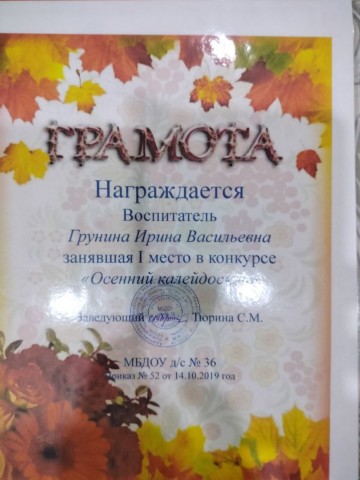 ГРАМОТА
Награждается
Воспитатель
Грунина Ирина Васильевна
занявшая I место в конкурсе
«Осенний калейдоскоп»
Заведующий Тюрина С.М.
МБДОУ д/с № 36
Приказ № 52 от 14.10.2019 год